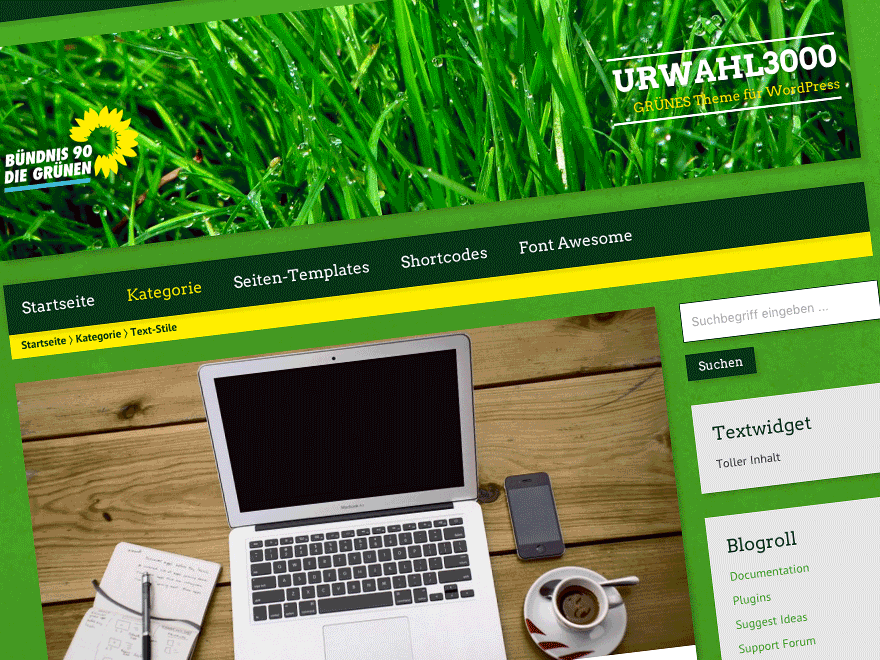 URWAHL3000
GRÜNES Theme für WordPress
BÜNDNIS 90
DIE GRÜNEN
Startseite Kategorie Seiten-Templates Shortcodes Font Awesome
Startseite 〉 Kategorie 〉 Text-Stile
Suchbegriff eingeben ...
Suchen
Textwidget
Toller Inhalt
Blogroll
Documentation
Plugins
Suggest Ideas
Support Forum